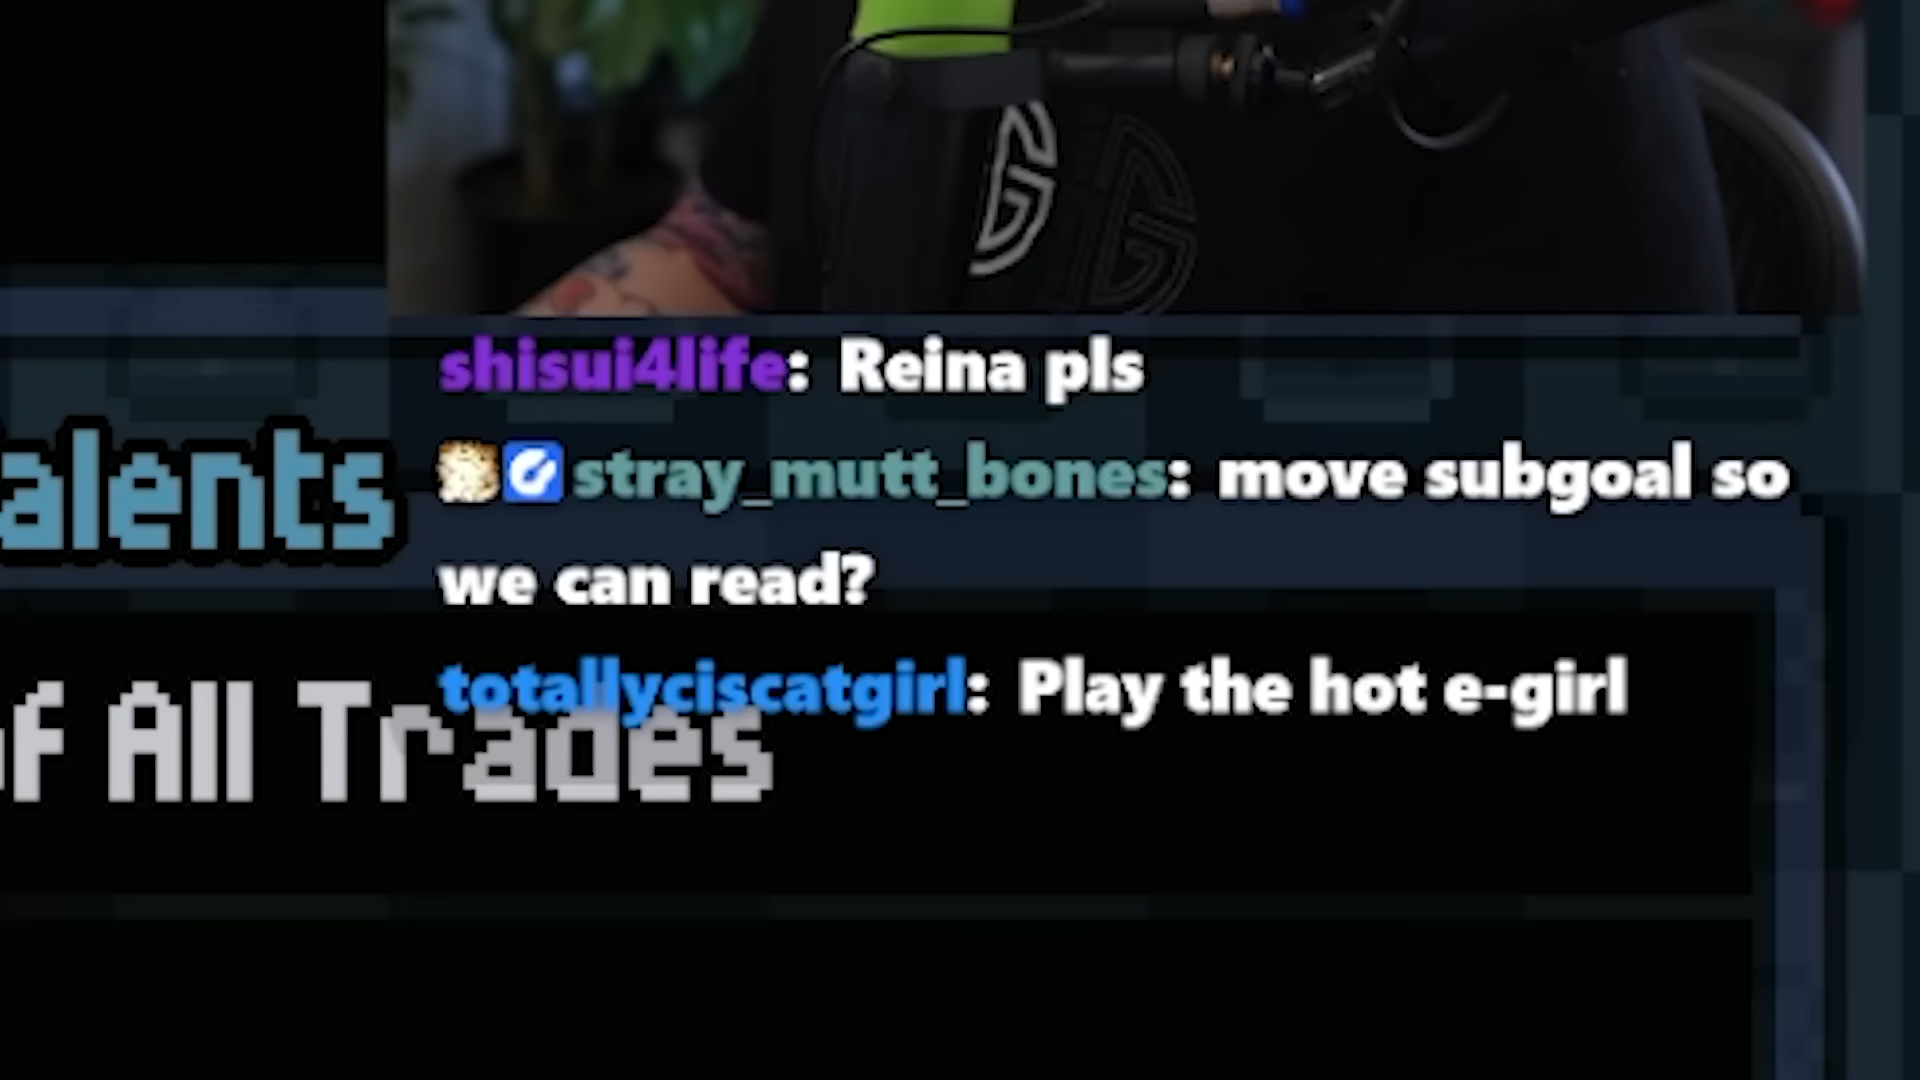 shisui4life: Reina pls
alents
stray_mutt_bones: move subgoal so
we can read?
totallyciscatgirl: Play the hot e-girl
f All Trades